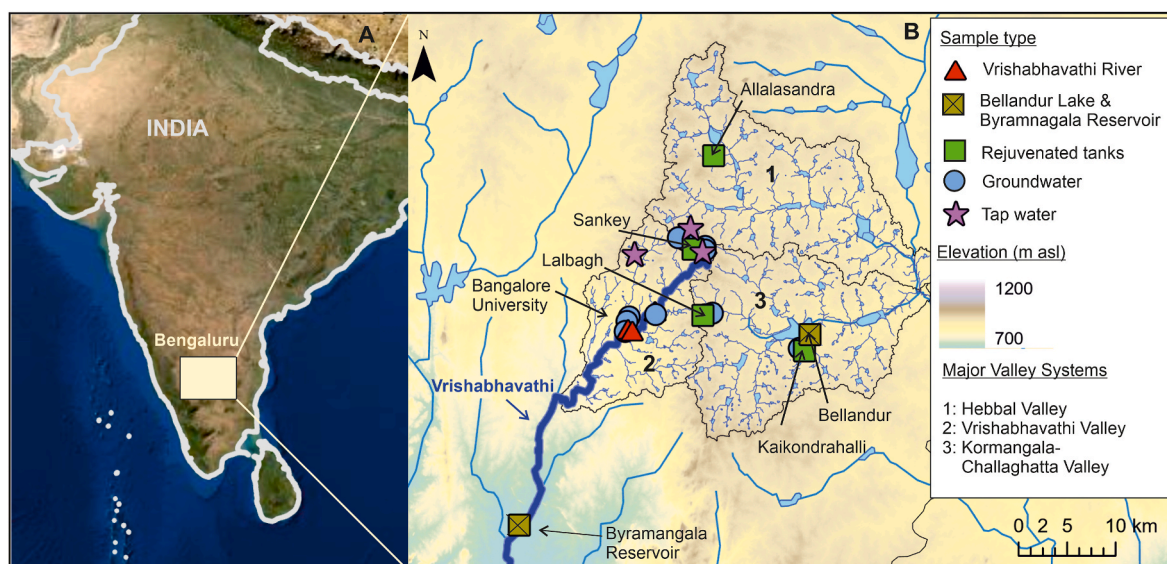 A
INDIA
Bengaluru
N
B
Allalasandra
1
Sankey
Lalbagh
Bangalore
University
3
2
Vrishabhavathi
Bellandur
Kaikondrahalli
Byramangala
Reservoir
Sample type
Vrishabhavathi River
Bellandur Lake &
Byramnagala Reservoir
Rejuvenated tanks
Groundwater
Tap water
Elevation (m asl)
1200
700
Major Valley Systems
1: Hebbal Valley
2: Vrishabhavathi Valley
3: Kormangala-
Challaghatta Valley
0 2 5 10 km